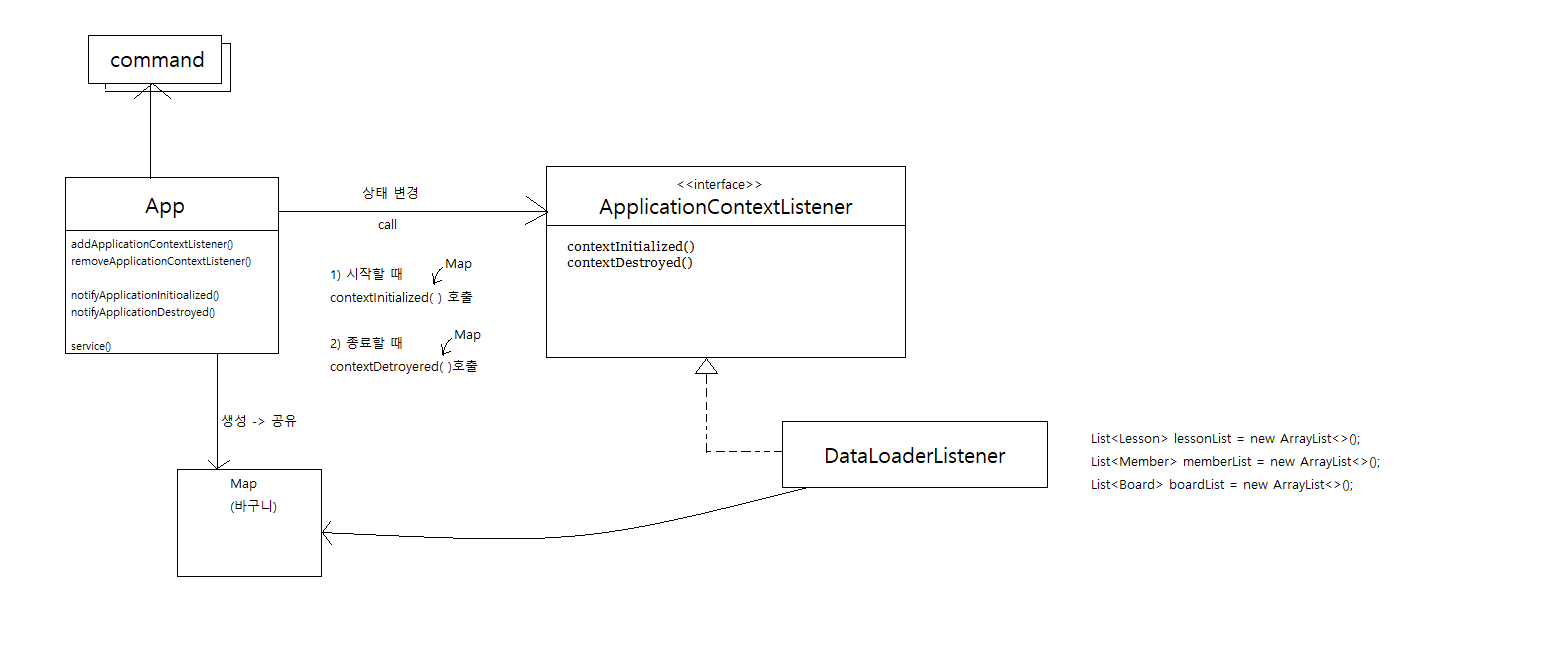 command
App
addApplicationContextListener()
removeApplicationContextListener()
notifyApplicationInitioalized()
notifyApplicationDestroyed()
service()
상태 변경
call
1) 시작할 때
Map
contextInitialized( ) 호출
2) 종료할 때
Map
contextDetroyered( )호출
<<interface>>
ApplicationContextListener
contextInitialized()
contextDestroyed()
생성 -> 공유
Map
(바구니)
DataLoaderListener
List<Lesson> lessonList = new ArrayList<>();
List<Member> memberList = new ArrayList<>();
List<Board> boardList = new ArrayList<>();